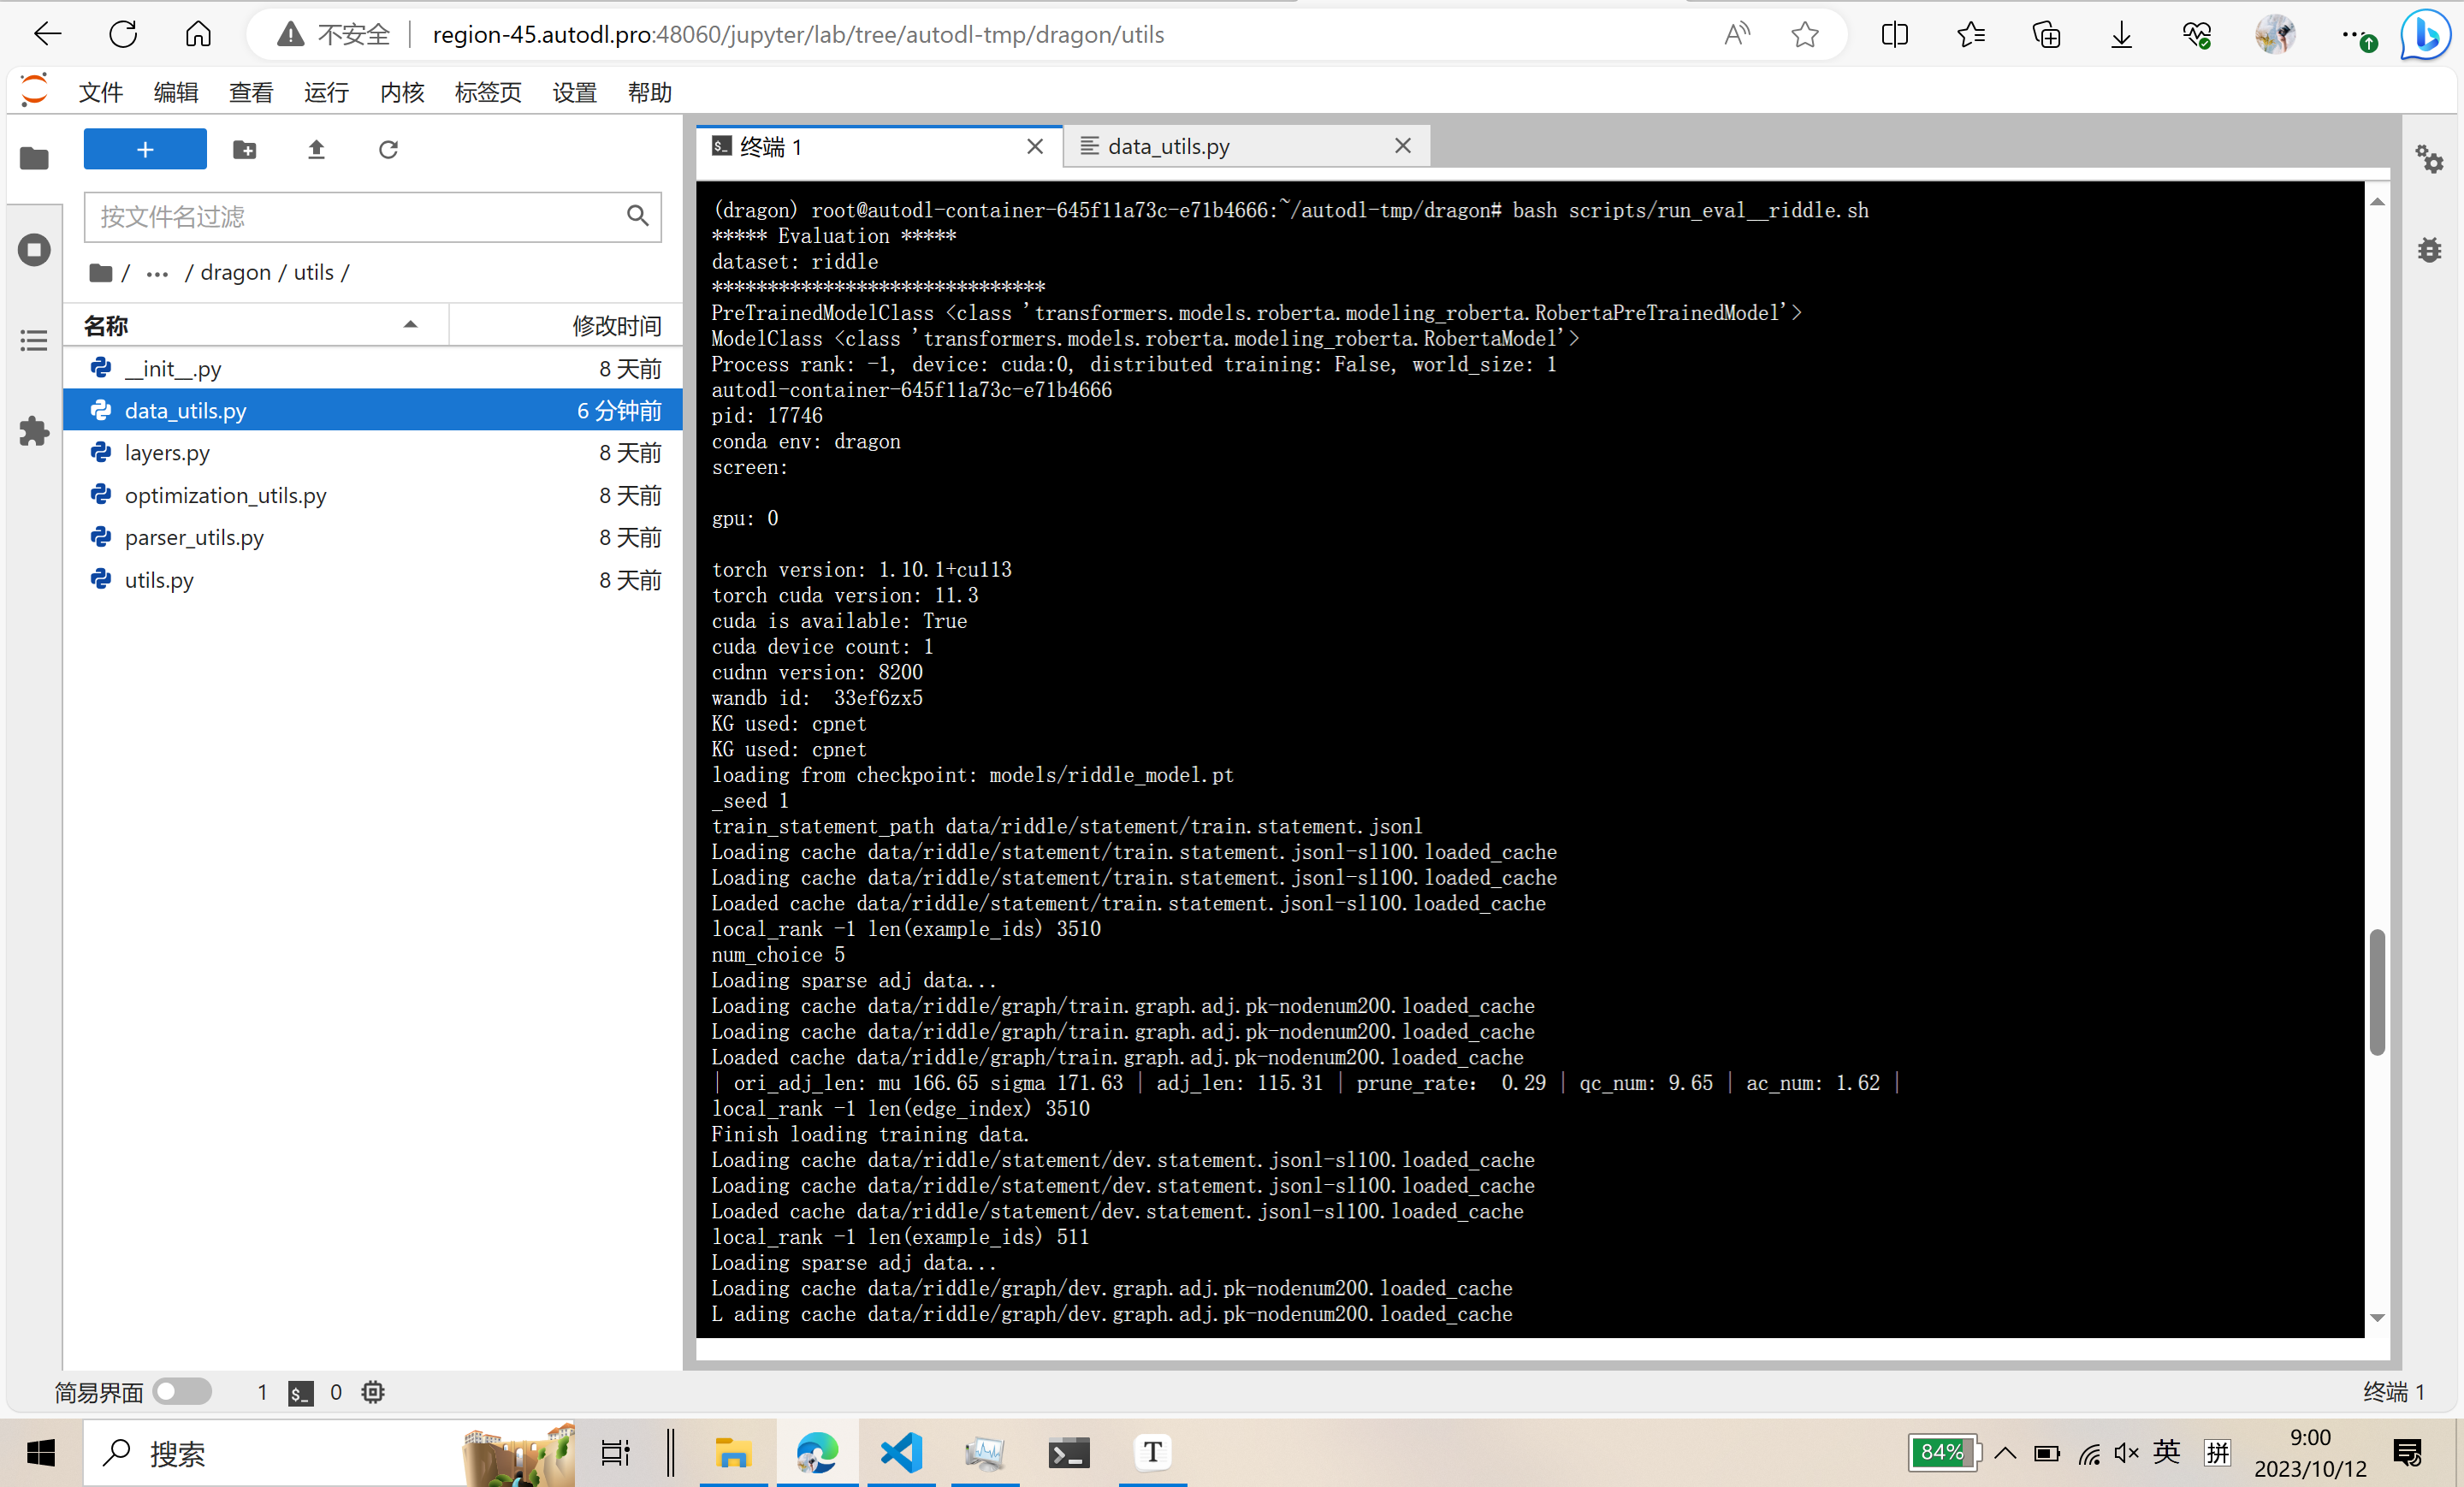 不安全
region-45.autodl.pro:48060/jupyter/lab/tree/autodl-tmp/dragon/utils
文件 编辑 查看 运行 内核 标签页 设置 帮助
按文件名过滤
/ ··· / dragon / utils /
名称 修改时间
__init__.py 8 天前
data_utils.py 6 分钟前
layers.py 8 天前
optimization_utils.py 8 天前
parser_utils.py 8 天前
utils.py 8 天前
终端 1
data_utils.py
(dragon) root@autodl-container-645f11a73c-e71b4666:~/autodl-tmp/dragon# bash scripts/run_eval__riddle.sh
***** Evaluation *****
dataset: riddle
******************************
PreTrainedModelClass <class 'transformers.models.roberta.modeling_roberta.RobertaPreTrainedModel'>
ModelClass <class 'transformers.models.roberta.modeling_roberta.RobertaModel'>
Process rank: -1, device: cuda:0, distributed training: False, world_size: 1
autodl-container-645f11a73c-e71b4666
pid: 17746
conda env: dragon
screen:
gpu: 0
torch version: 1.10.1+cu113
torch cuda version: 11.3
cuda is available: True
cuda device count: 1
cudnn version: 8200
wandb id:  33ef6zx5
KG used: cpnet
KG used: cpnet
loading from checkpoint: models/riddle_model.pt
_seed 1
train_statement_path data/riddle/statement/train.statement.jsonl
Loading cache data/riddle/statement/train.statement.jsonl-sl100.loaded_cache
Loading cache data/riddle/statement/train.statement.jsonl-sl100.loaded_cache
Loaded cache data/riddle/statement/train.statement.jsonl-sl100.loaded_cache
local_rank -1 len(example_ids) 3510
num_choice 5
Loading sparse adj data...
Loading cache data/riddle/graph/train.graph.adj.pk-nodenum200.loaded_cache
Loading cache data/riddle/graph/train.graph.adj.pk-nodenum200.loaded_cache
Loaded cache data/riddle/graph/train.graph.adj.pk-nodenum200.loaded_cache
| ori_adj_len: mu 166.65 sigma 171.63 | adj_len: 115.31 | prune_rate： 0.29 | qc_num: 9.65 | ac_num: 1.62 |
local_rank -1 len(edge_index) 3510
Finish loading training data.
Loading cache data/riddle/statement/dev.statement.jsonl-sl100.loaded_cache
Loading cache data/riddle/statement/dev.statement.jsonl-sl100.loaded_cache
Loaded cache data/riddle/statement/dev.statement.jsonl-sl100.loaded_cache
local_rank -1 len(example_ids) 511
Loading sparse adj data...
Loading cache data/riddle/graph/dev.graph.adj.pk-nodenum200.loaded_cache
L ading cache data/riddle/graph/dev.graph.adj.pk-nodenum200.loaded_cache
简易界面 1 $_ 0 终端 1
搜索
84% 英 拼
9:00
2023/10/12